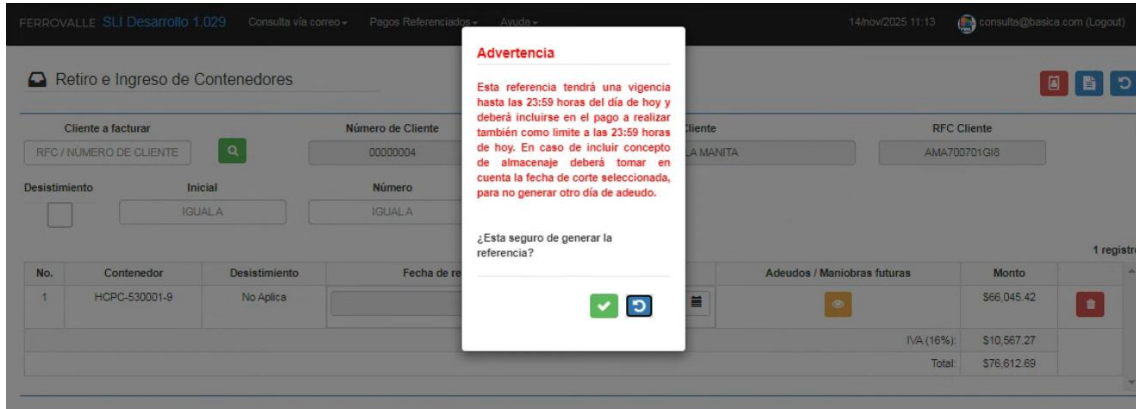 FERROVALLE SLI Desarrollo 1.029 Consulta vía correo Pagos Referenciados Ayuda 14/nov/2025 11:13 consulta@basica.com (Logout)
Advertencia
Retiro e Ingreso de Contenedores
Esta referencia tendrá una vigencia
hasta las 23:59 horas del día de hoy y
deberá incluirse en el pago a realizar
también como limite a las 23:59 horas
de hoy. En caso de incluir concepto
de almacenaje deberá tomar en
cuenta la fecha de corte seleccionada,
para no generar otro día de adeudo.
¿Esta seguro de generar la
referencia?
Cliente a facturar Número de Cliente Cliente RFC Cliente
RFC / NÚMERO DE CLIENTE 00000004 LA MANITA AMA700701GI8
Desistimiento Inicial Número
IGUAL A IGUAL A
1 registro
No. Contenedor Desistimiento Fecha de re Adeudos / Maniobras futuras Monto
1 HCPC-530001-9 No Aplica $66,045.42
IVA (16%): $10,567.27
Total: $76,612.69